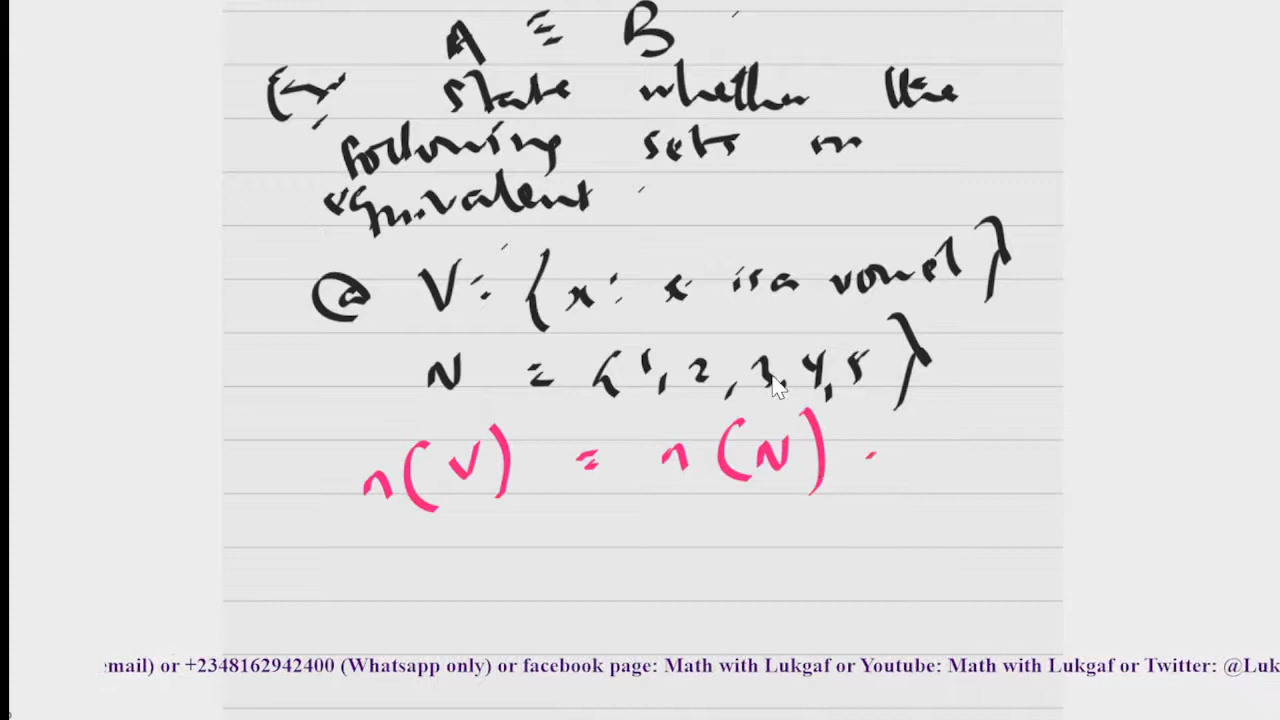 A ≡ B
Ex state whether the
following sets are
equivalent.
(a) V = {x : x is a vowel}
N = {1, 2, 3, 4, 5}
n(V) = n(N).
email) or +2348162942400 (Whatsapp only) or facebook page: Math with Lukgaf or Youtube: Math with Lukgaf or Twitter: @Luk